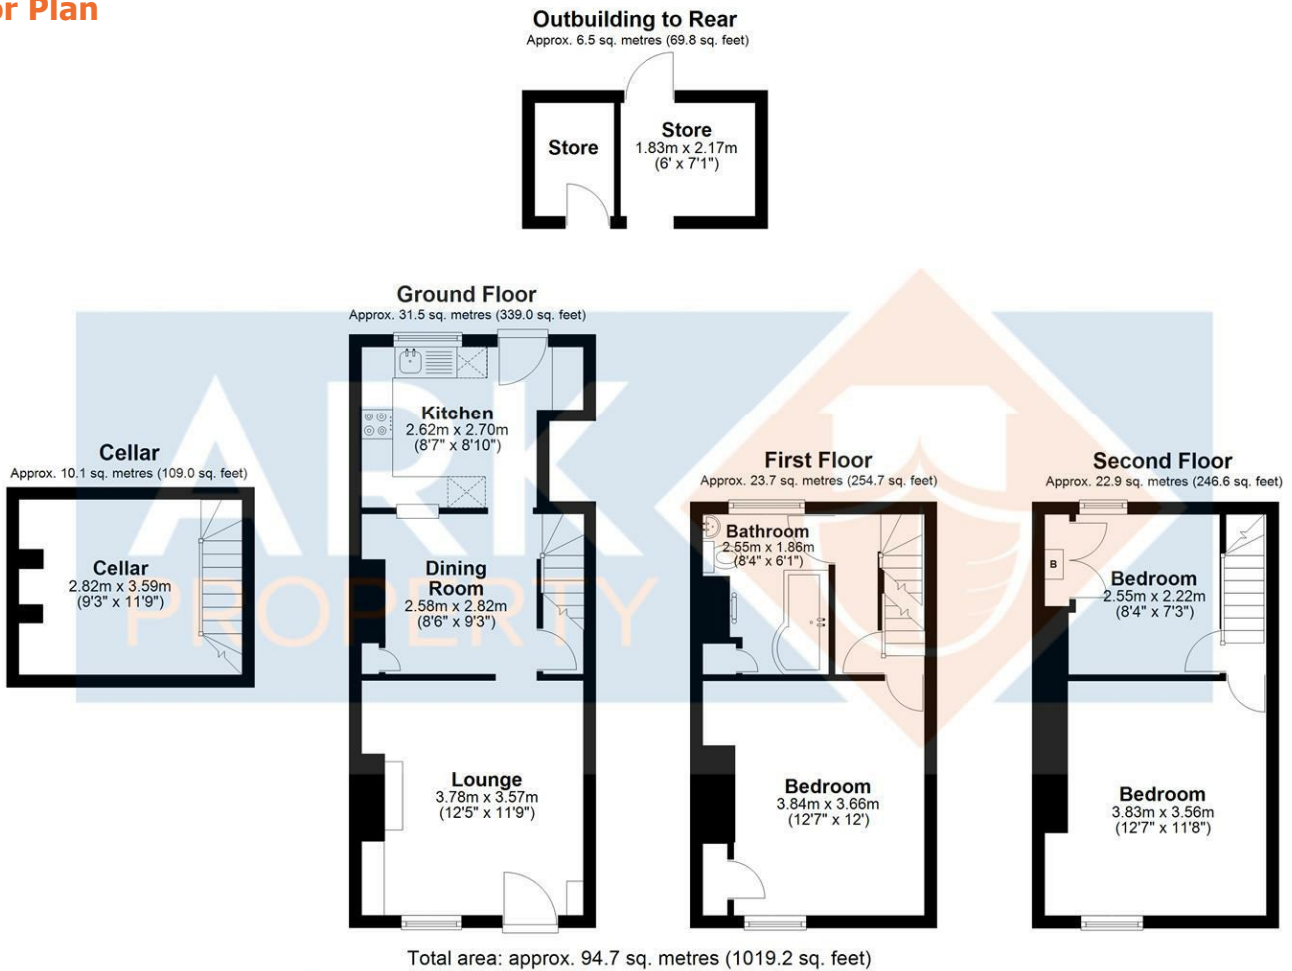 or Plan
Outbuilding to Rear
Approx. 6.5 sq. metres (69.8 sq. feet)
Store
Store
1.83m x 2.17m
(6' x 7'1")
Ground Floor
Approx. 31.5 sq. metres (339.0 sq. feet)
Kitchen
2.62m x 2.70m
(8'7" x 8'10")
Dining
Room
2.58m x 2.82m
(8'6" x 9'3")
Lounge
3.78m x 3.57m
(12'5" x 11'9")
Cellar
Approx. 10.1 sq. metres (109.0 sq. feet)
Cellar
2.82m x 3.59m
(9'3" x 11'9")
First Floor
Approx. 23.7 sq. metres (254.7 sq. feet)
Bathroom
2.55m x 1.86m
(8'4" x 6'1")
Bedroom
3.84m x 3.66m
(12'7" x 12')
Second Floor
Approx. 22.9 sq. metres (246.6 sq. feet)
B
Bedroom
2.55m x 2.22m
(8'4" x 7'3")
Bedroom
3.83m x 3.56m
(12'7" x 11'8")
ARK
PROPERTY
Total area: approx. 94.7 sq. metres (1019.2 sq. feet)